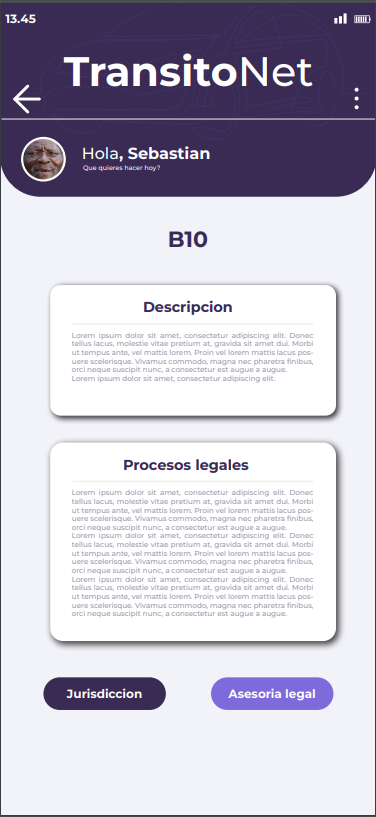 13.45
TransitoNet
Hola, Sebastian
Que quieres hacer hoy?
B10
Descripcion
Lorem ipsum dolor sit amet, consectetur adipiscing elit. Donec
tellus lacus, molestie vitae pretium at, gravida sit amet dui. Morbi
ut tempus ante, vel mattis lorem. Proin vel lorem mattis lacus pos-
uere scelerisque. Vivamus commodo, magna nec pharetra finibus,
orci neque suscipit nunc, a consectetur est augue a augue.
Lorem ipsum dolor sit amet, consectetur adipiscing elit.
Procesos legales
Lorem ipsum dolor sit amet, consectetur adipiscing elit. Donec
tellus lacus, molestie vitae pretium at, gravida sit amet dui. Morbi
ut tempus ante, vel mattis lorem. Proin vel lorem mattis lacus pos-
uere scelerisque. Vivamus commodo, magna nec pharetra finibus,
orci neque suscipit nunc, a consectetur est augue a augue.
Lorem ipsum dolor sit amet, consectetur adipiscing elit. Donec
tellus lacus, molestie vitae pretium at, gravida sit amet dui. Morbi
ut tempus ante, vel mattis lorem. Proin vel lorem mattis lacus pos-
uere scelerisque. Vivamus commodo, magna nec pharetra finibus,
orci neque suscipit nunc, a consectetur est augue a augue.
Lorem ipsum dolor sit amet, consectetur adipiscing elit. Donec
tellus lacus, molestie vitae pretium at, gravida sit amet dui. Morbi
ut tempus ante, vel mattis lorem. Proin vel lorem mattis lacus pos-
uere scelerisque. Vivamus commodo, magna nec pharetra finibus,
orci neque suscipit nunc, a consectetur est augue a augue.
Jurisdiccion
Asesoria legal